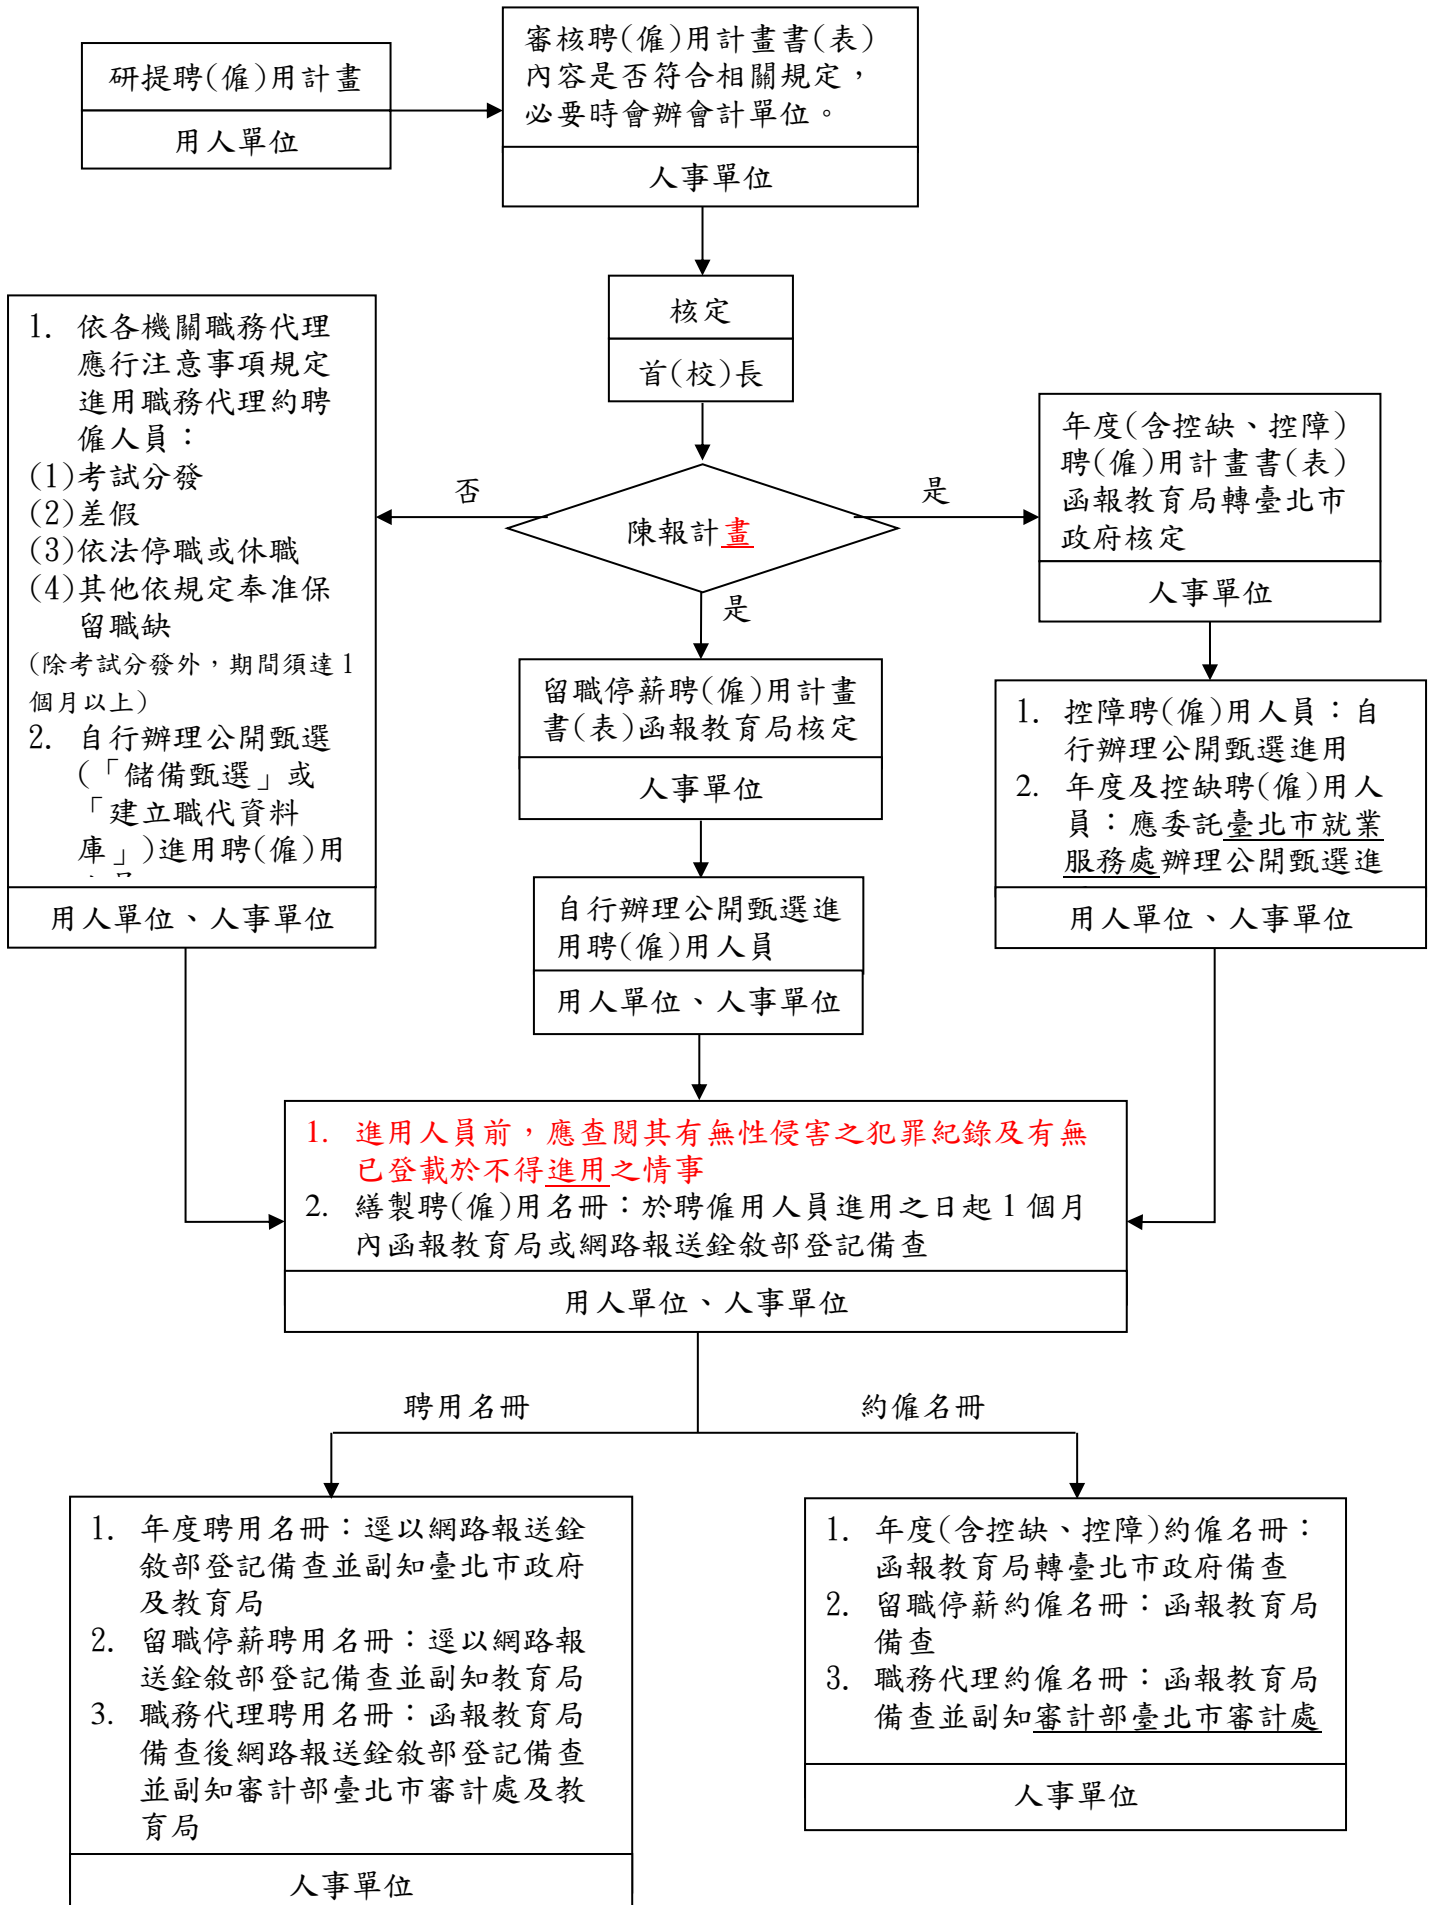 研提聘(僱)用計畫
用人單位
審核聘(僱)用計畫書(表)
內容是否符合相關規定，
必要時會辦會計單位。
人事單位
核定
首(校)長
陳報計畫
否
是
是
1. 依各機關職務代理
應行注意事項規定
進用職務代理約聘
僱人員：
(1)考試分發
(2)差假
(3)依法停職或休職
(4)其他依規定奉准保
留職缺
(除考試分發外，期間須達1
個月以上)
2. 自行辦理公開甄選
(「儲備甄選」或
「建立職代資料
庫」)進用聘(僱)用
用人單位、人事單位
留職停薪聘(僱)用計畫
書(表)函報教育局核定
人事單位
自行辦理公開甄選進
用聘(僱)用人員
用人單位、人事單位
年度(含控缺、控障)
聘(僱)用計畫書(表)
函報教育局轉臺北市
政府核定
人事單位
1. 控障聘(僱)用人員：自
行辦理公開甄選進用
2. 年度及控缺聘(僱)用人
員：應委託臺北市就業
服務處辦理公開甄選進
用人單位、人事單位
1. 進用人員前，應查閱其有無性侵害之犯罪紀錄及有無
已登載於不得進用之情事
2. 繕製聘(僱)用名冊：於聘僱用人員進用之日起1個月
內函報教育局或網路報送銓敘部登記備查
用人單位、人事單位
聘用名冊
約僱名冊
1. 年度聘用名冊：逕以網路報送銓
敘部登記備查並副知臺北市政府
及教育局
2. 留職停薪聘用名冊：逕以網路報
送銓敘部登記備查並副知教育局
3. 職務代理聘用名冊：函報教育局
備查後網路報送銓敘部登記備查
並副知審計部臺北市審計處及教
育局
人事單位
1. 年度(含控缺、控障)約僱名冊：
函報教育局轉臺北市政府備查
2. 留職停薪約僱名冊：函報教育局
備查
3. 職務代理約僱名冊：函報教育局
備查並副知審計部臺北市審計處
人事單位